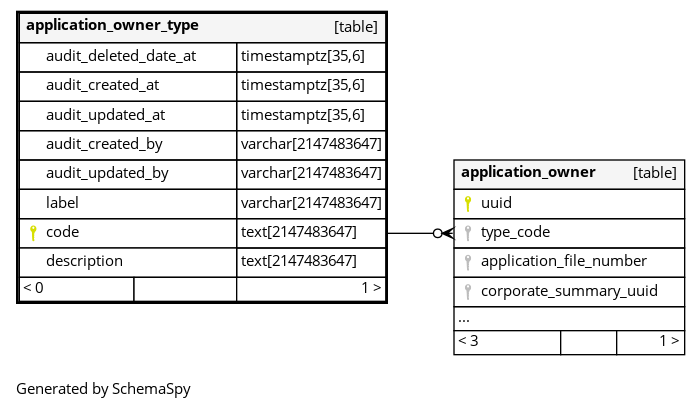 application_owner_type [table]
audit_deleted_date_at timestamptz[35,6]
audit_created_at timestamptz[35,6]
audit_updated_at timestamptz[35,6]
audit_created_by varchar[2147483647]
audit_updated_by varchar[2147483647]
label varchar[2147483647]
code text[2147483647]
description text[2147483647]
< 0 1 >
application_owner [table]
uuid
type_code
application_file_number
corporate_summary_uuid
...
< 3 1 >
Generated by SchemaSpy